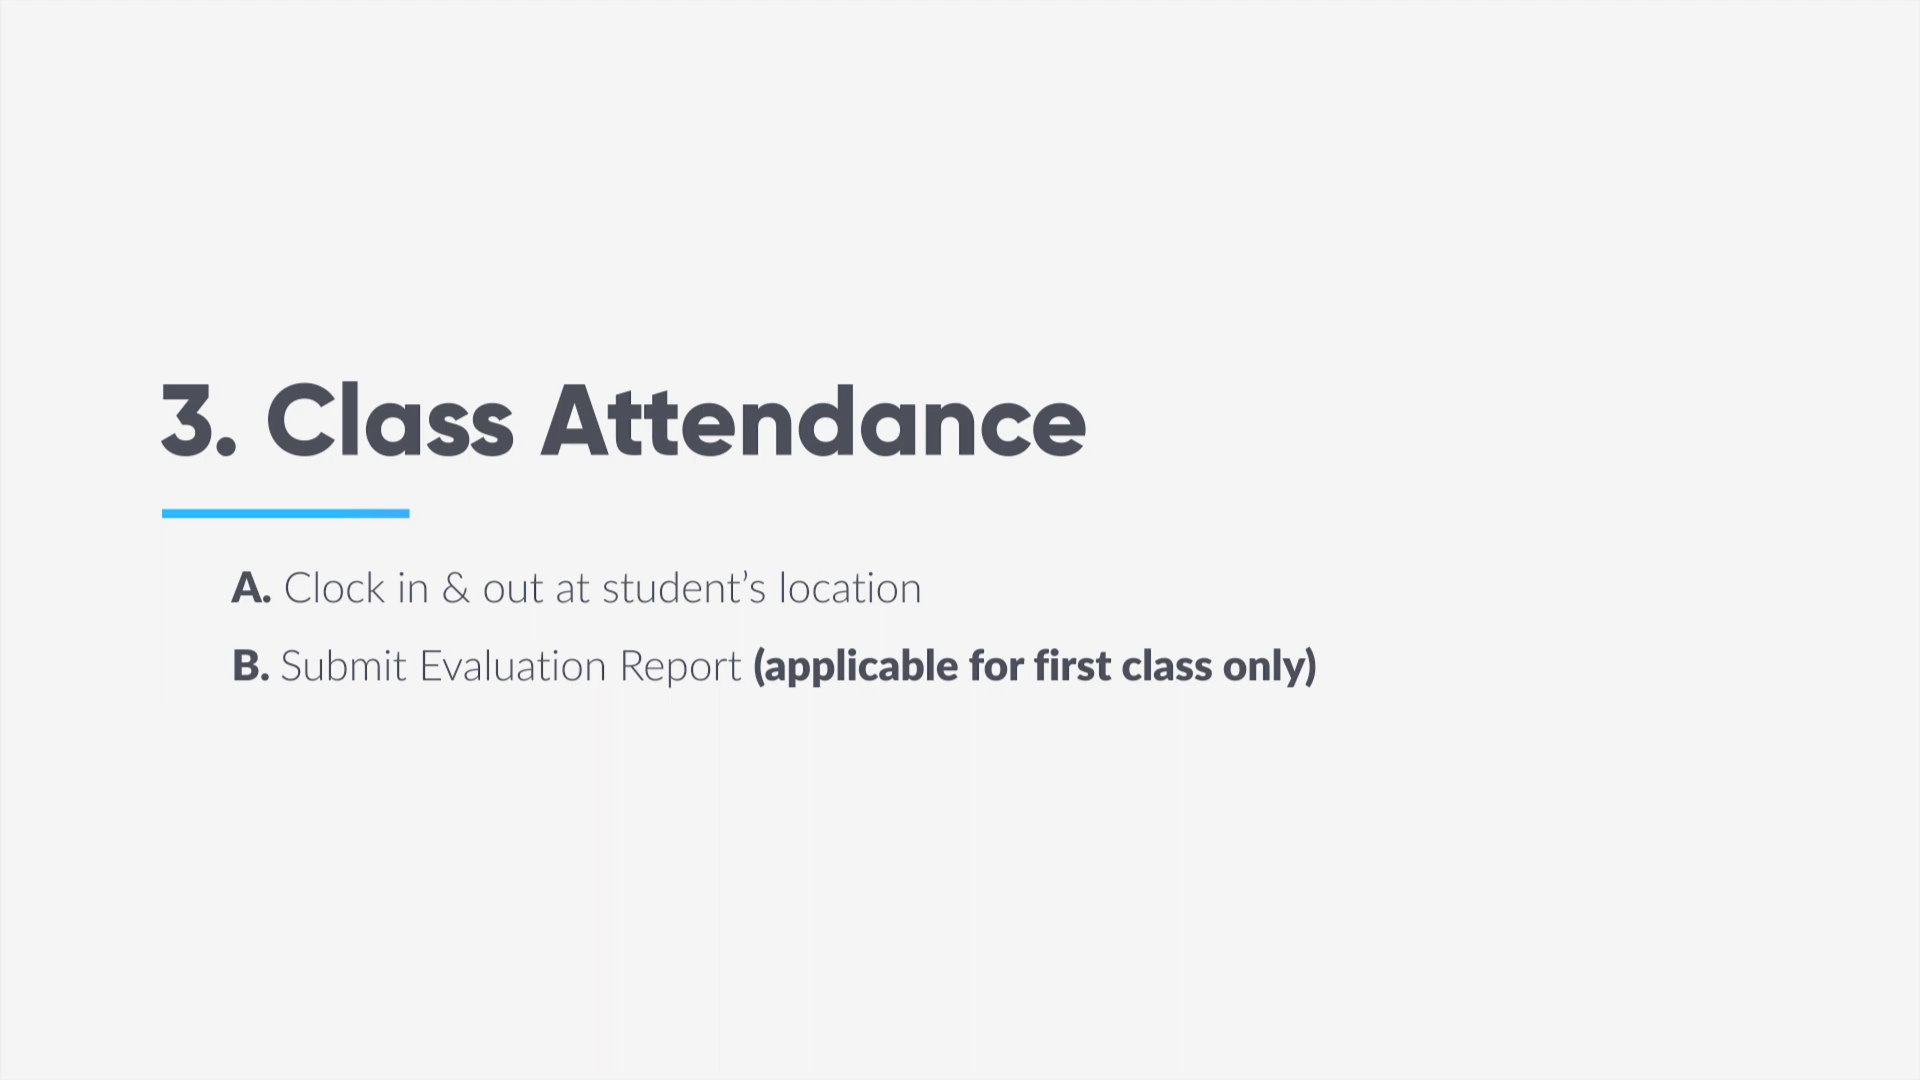 3. Class Attendance
A. Clock in & out at student’s location
B. Submit Evaluation Report (applicable for first class only)